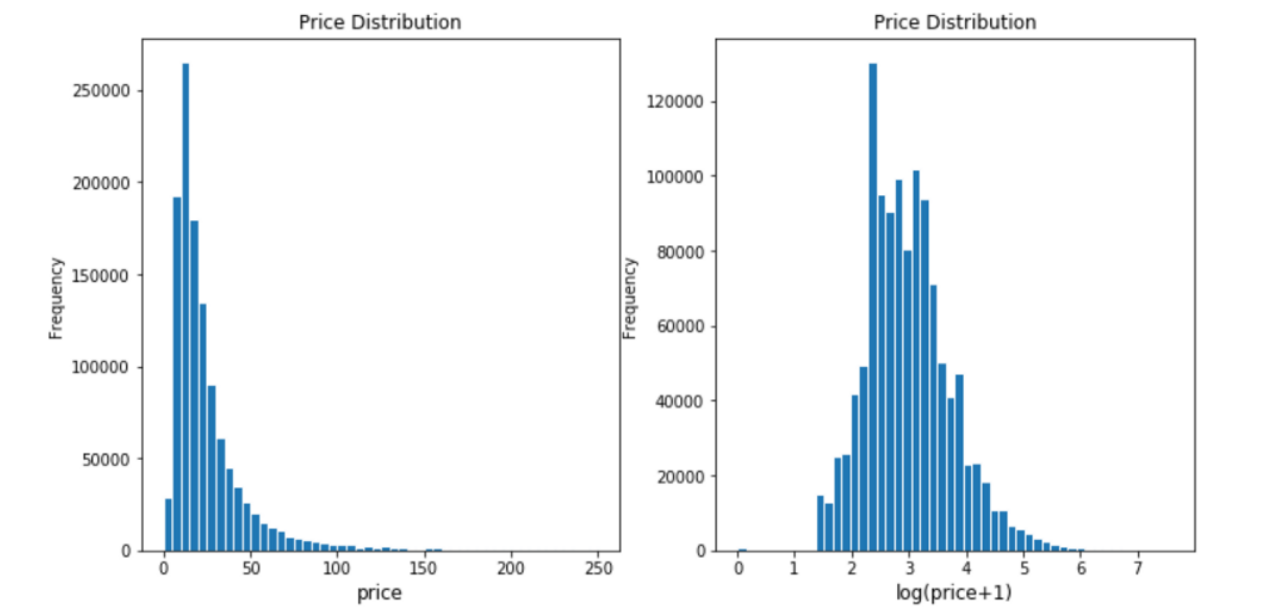 Price Distribution
250000
200000
150000
100000
50000
0
Frequency
0 50 100 150 200 250
price
Price Distribution
120000
100000
80000
60000
40000
20000
0
Frequency
0 1 2 3 4 5 6 7
log(price+1)